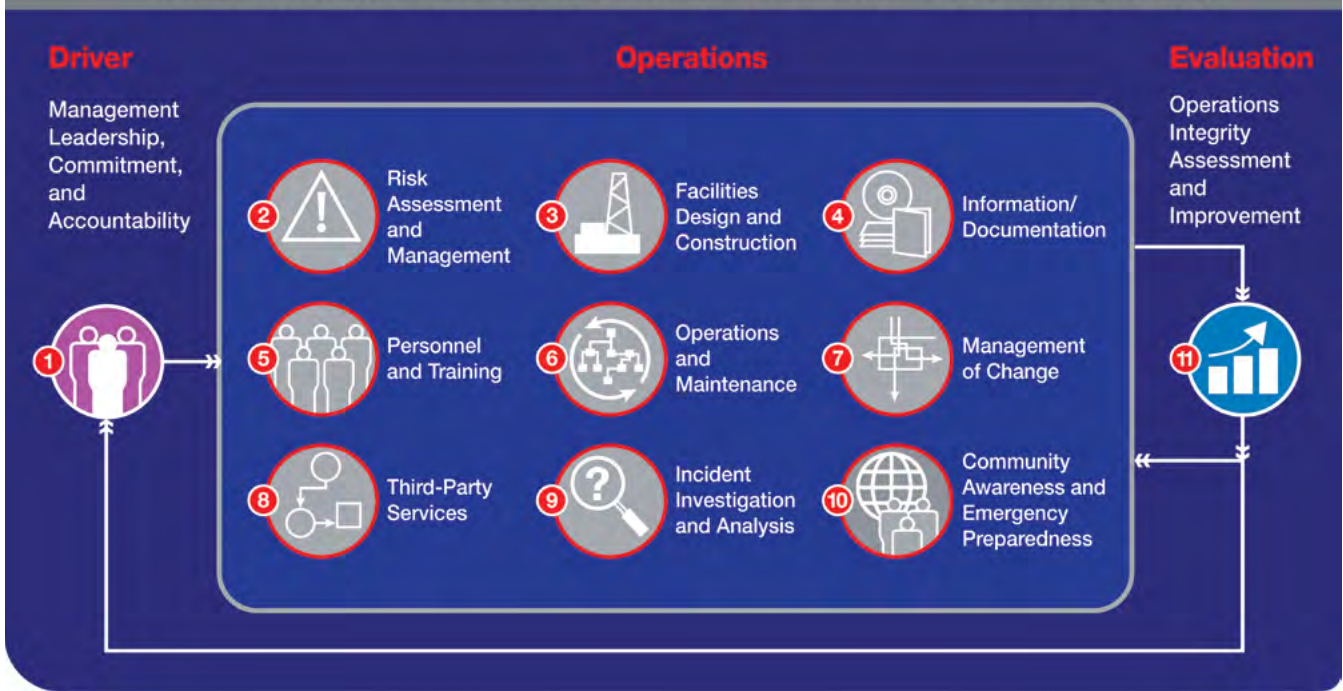 Driver
Management
Leadership,
Commitment,
and
Accountability
1
Operations
2
Risk
Assessment
and
Management
3
Facilities
Design and
Construction
4
Information/
Documentation
5
Personnel
and Training
6
Operations
and
Maintenance
7
Management
of Change
8
Third-Party
Services
9
Incident
Investigation
and Analysis
10
Community
Awareness and
Emergency
Preparedness
Evaluation
Operations
Integrity
Assessment
and
Improvement
11